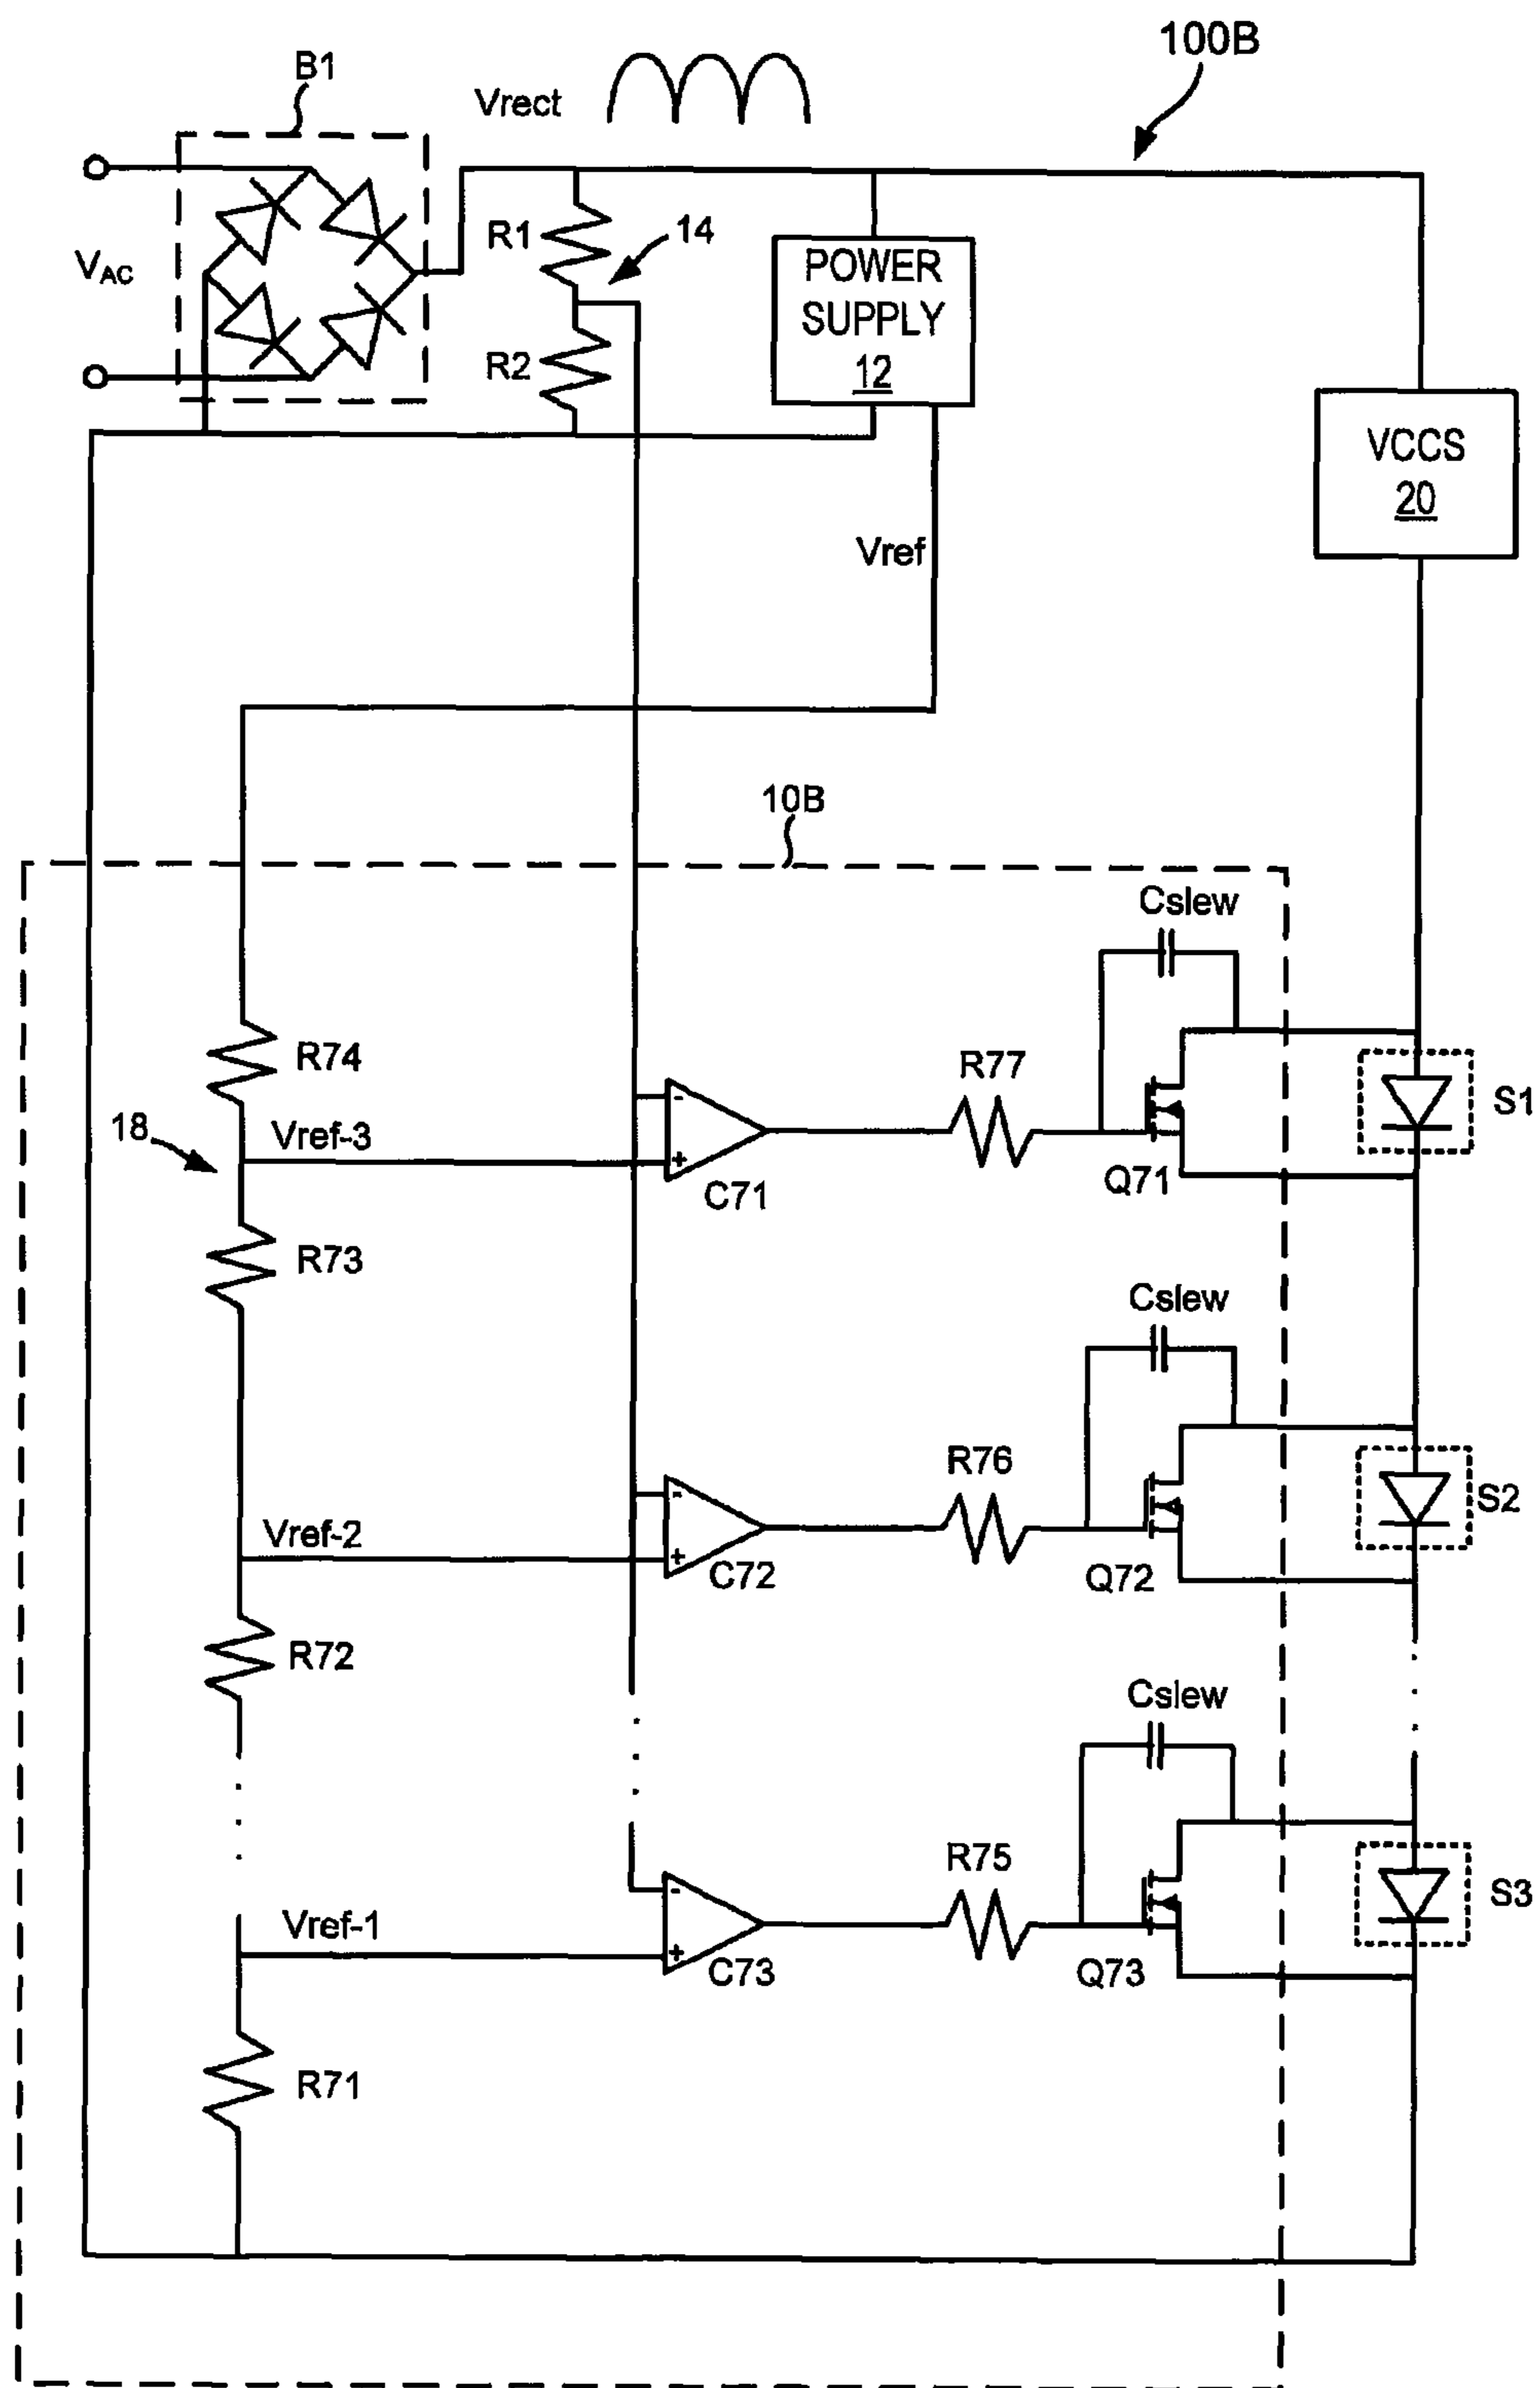 100B
B1
Vrect
VAC
R1
14
R2
POWER
SUPPLY
12
VCCS
20
Vref
10B
Cslew
R74
R77
S1
18
Vref-3
-
+
C71
Q71
R73
Cslew
R76
S2
Vref-2
-
+
C72
Q72
R72
Cslew
R75
S3
Vref-1
-
+
C73
Q73
R71